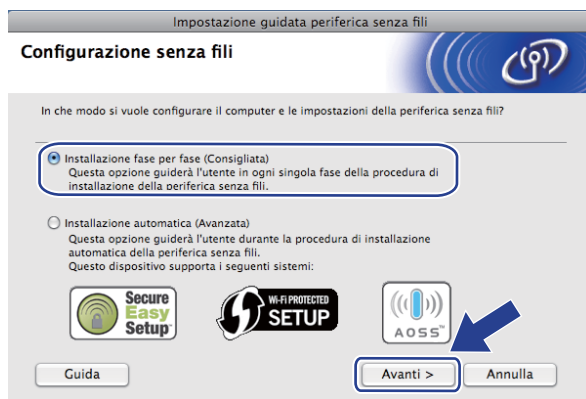 Impostazione guidata periferica senza fili
Configurazione senza fili
In che modo si vuole configurare il computer e le impostazioni della periferica senza fili?
Installazione fase per fase (Consigliata)
Questa opzione guiderà l'utente in ogni singola fase della procedura di
installazione della periferica senza fili.
Installazione automatica (Avanzata)
Questa opzione guiderà l'utente durante la procedura di installazione
automatica della periferica senza fili.
Questo dispositivo supporta i seguenti sistemi:
Secure
Easy
Setup™
WI-FI PROTECTED
SETUP
AOSS™
Guida
Avanti >
Annulla